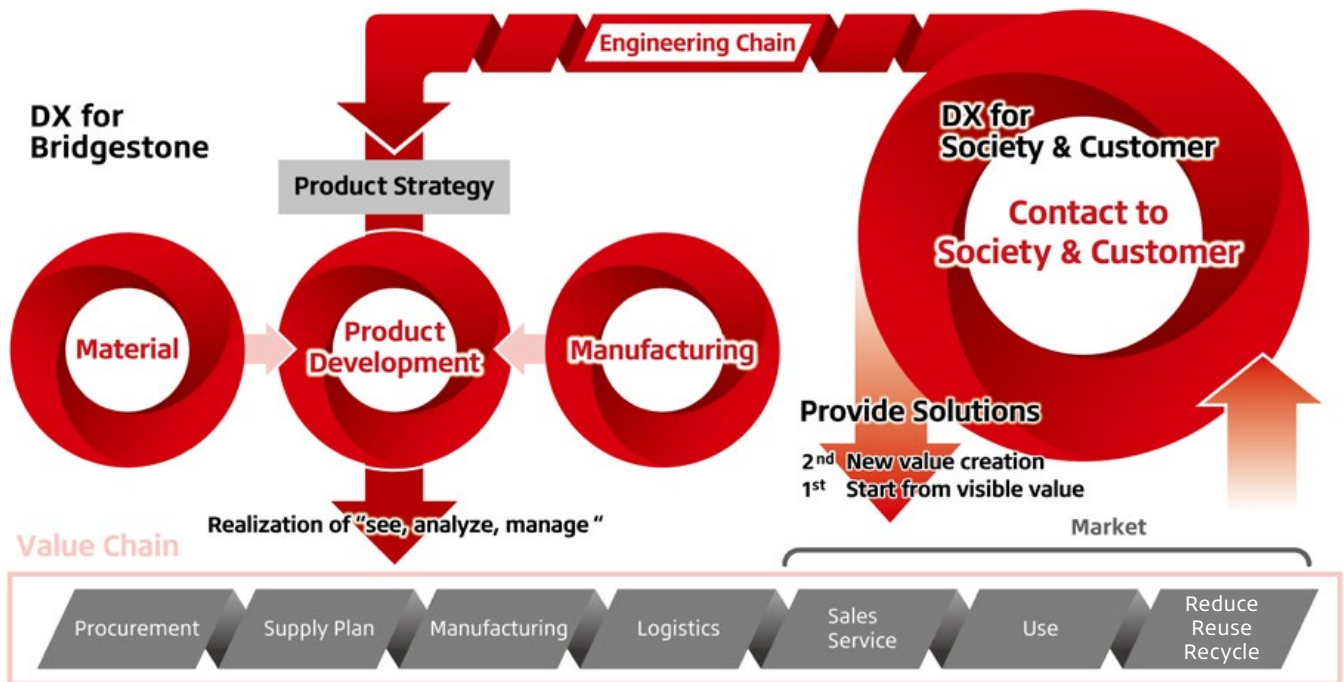 Engineering Chain
DX for
Bridgestone
DX for
Society & Customer
Product Strategy
Contact to
Society & Customer
Material
Product
Development
Manufacturing
Provide Solutions
2nd New value creation
1st Start from visible value
Realization of “see, analyze, manage “
Market
Value Chain
Procurement
Supply Plan
Manufacturing
Logistics
Sales
Service
Use
Reduce
Reuse
Recycle